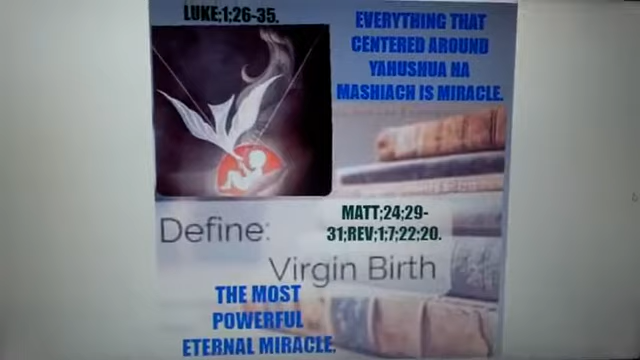 LUKE;1;26-35.
EVERYTHING THAT
CENTERED AROUND
YAHUSHUA HA
MASHIACH IS MIRACLE.
MATT;24;29-
31;REV;1;7;22;20.
Define:
Virgin Birth
THE MOST
POWERFUL
ETERNAL MIRACLE.